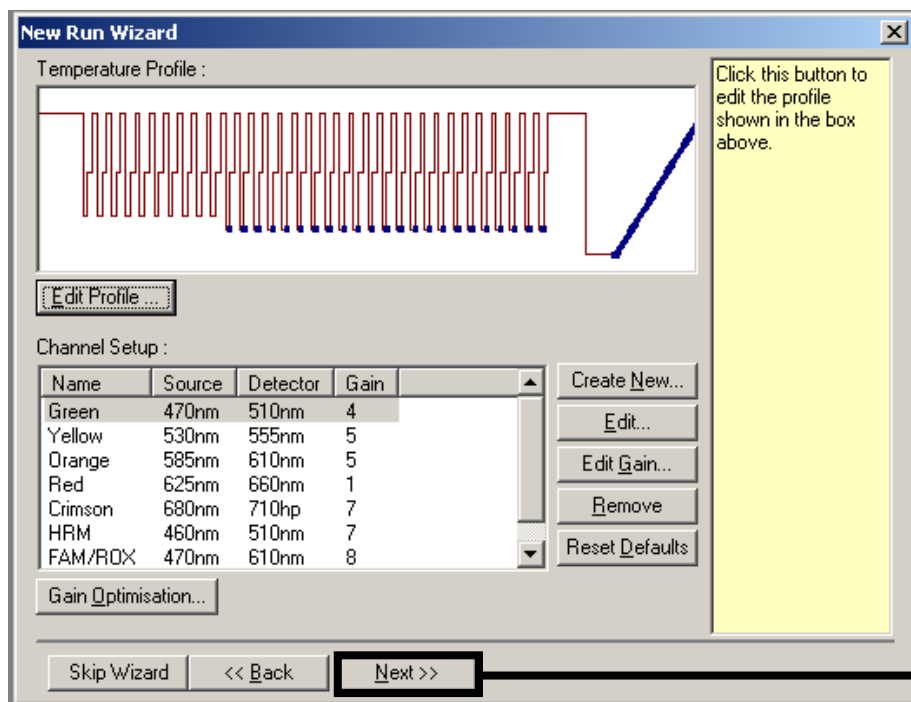 New Run Wizard
Temperature Profile :
Click this button to
edit the profile
shown in the box
above.
Edit Profile ...
Channel Setup :
Name Source Detector Gain
Green 470nm 510nm 4
Yellow 530nm 555nm 5
Orange 585nm 610nm 5
Red 625nm 660nm 1
Crimson 680nm 710hp 7
HRM 460nm 510nm 7
FAM/ROX 470nm 610nm 8
Create New...
Edit...
Edit Gain...
Remove
Reset Defaults
Gain Optimisation...
Skip Wizard << Back Next >>